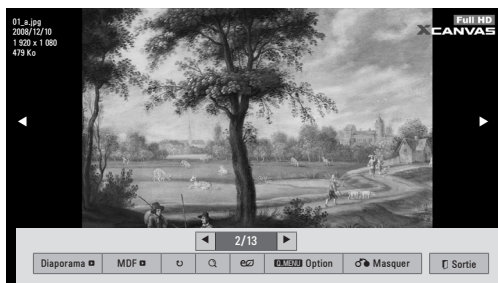 01_a.jpg
2008/12/10
1 920 x 1 080
479 Ko
Full HD
XCANVAS
2/13
Diaporama
MDF
Q.MENU Option
Masquer
Sortie